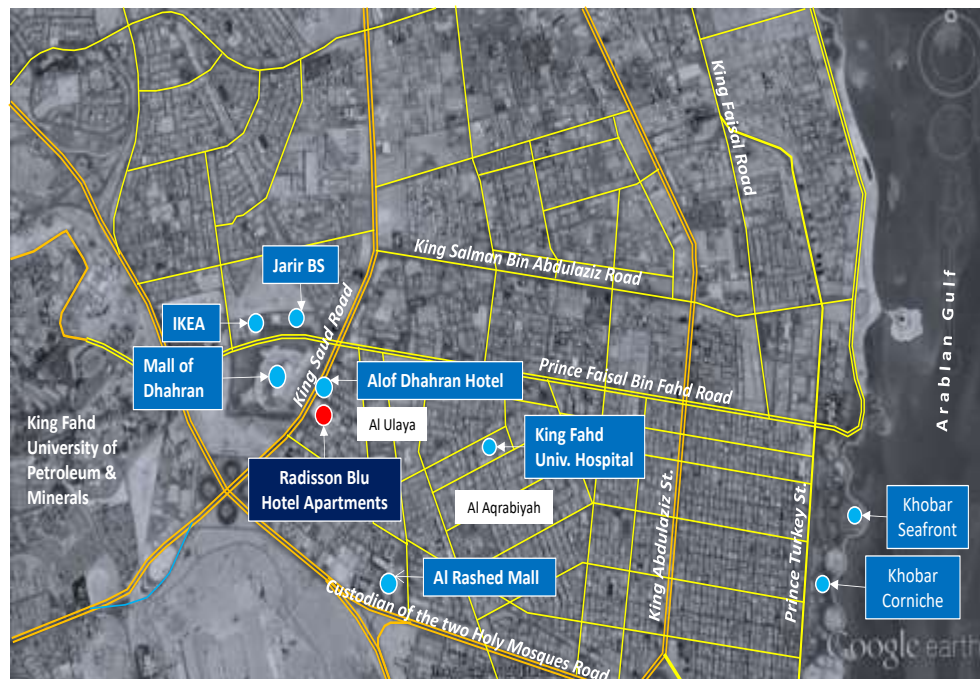 King Faisal Road
Jarir BS
King Salman Bin Abdulaziz Road
IKEA
King Saud Road
Mall of
Dhahran
Alof Dhahran Hotel
Prince Faisal Bin Fahd Road
Arablan Gulf
King Fahd
University of
Petroleum &
Minerals
Al Ulaya
King Fahd
Univ. Hospital
Radisson Blu
Hotel Apartments
Al Aqrabiyah
King Abdulaziz St.
Prince Turkey St.
Khobar
Seafront
Al Rashed Mall
Khobar
Corniche
Custodian of the two Holy Mosques Road
Google earth